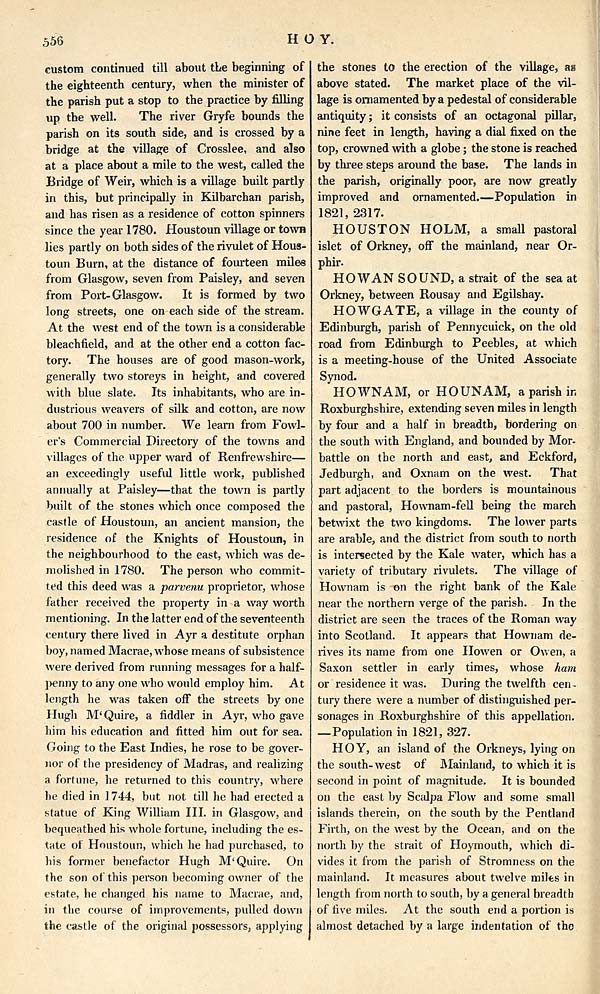 556
HOY.
custom continued till about the beginning of
the eighteenth century, when the minister of
the parish put a stop to the practice by filling
up the well. The river Gryfe bounds the
parish on its south side, and is crossed by a
bridge at the village of Crosslee, and also
at a place about a mile to the west, called the
Bridge of Weir, which is a village built partly
in this, but principally in Kilbarchan parish,
and has risen as a residence of cotton spinners
since the year 1780. Houstoun village or town
lies partly on both sides of the rivulet of Hous-
toun Burn, at the distance of fourteen miles
from Glasgow, seven from Paisley, and seven
from Port-Glasgow. It is formed by two
long streets, one on each side of the stream.
At the west end of the town is a considerable
bleachfield, and at the other end a cotton fac-
tory. The houses are of good mason-work,
generally two storeys in height, and covered
with blue slate. Its inhabitants, who are in-
dustrious weavers of silk and cotton, are now
about 700 in number. We learn from Fowl-
er's Commercial Directory of the towns and
villages of the upper ward of Renfrewshire—
an exceedingly useful little work, published
annually at Paisley—that the town is partly
built of the stones which once composed the
castle of Houstoun, an ancient mansion, the
residence of the Knights of Houstoun, in
the neighbourhood to the east, which was de-
molished in 1780. The person who commit-
ted this deed was a parvenu proprietor, whose
father received the property in a way worth
mentioning. In the latter end of the seventeenth
century there lived in Ayr a destitute orphan
boy, named Macrae, whose means of subsistence
were derived from running messages for a half-
penny to any one who would employ him. At
length he was taken off the streets by one
Hugh M'Quire, a fiddler in Ayr, who gave
him his education and fitted him out for sea.
Going to the East Indies, he rose to be gover-
nor of the presidency of Madras, and realizing
a fortune, he returned to this country, where
he died in 1744, but not till he had erected a
statue of King William III. in Glasgow, and
bequeathed his whole fortune, including the es-
tate of Houstoun, which he had purchased, to
his former benefactor Hugh M'Quire. On
the son of this person becoming owner of the
estate, he changed his name to Macrae, and,
in the course of improvements, pulled down
the castle of the original possessors, applying
the stones to the erection of the village, as
above stated. The market place of the vil-
lage is ornamented by a pedestal of considerable
antiquity; it consists of an octagonal pillar,
nine feet in length, having a dial fixed on the
top, crowned with a globe; the stone is reached
by three steps around the base. The lands in
the parish, originally poor, are now greatly
improved and ornamented.—Population in
1821, 2317.
HOUSTON HOLM, a small pastoral
islet of Orkney, off the mainland, near Or-
phir.
HOWAN SOUND, a strait of the sea at
Orkney, between Rousay and Egilshay.
HOWGATE, a village in the county of
Edinburgh, parish of Pennycuick, on the old
road from Edinburgh to Peebles, at which
is a meeting-house of the United Associate
Synod.
HOWNAM, or HOUNAM, a parish in
Roxburghshire, extending seven miles in length
by four and a half in breadth, bordering on
the south with England, and bounded by Mor-
battle on the north and east, and Eckford,
Jedburgh, and Oxnam on the west. That
part adjacent to the borders is mountainous
and pastoral, Hownam-fell being the march
betwixt the two kingdoms. The lower parts
are arable, and the district from south to north
is intersected by the Kale water, which has a
variety of tributary rivulets. The village of
Hownam is on the right bank of the Kale
near the northern verge of the parish. In the
district are seen the traces of the Roman way
into Scotland. It appears that Hownam de-
rives its name from one Howen or Owen, a
Saxon settler in early times, whose ham
or residence it was. During the twelfth cen-
tury there were a number of distinguished per-
sonages in Roxburghshire of this appellation.
—Population in 1821, 327.
HOY, an island of the Orkneys, lying on
the south-west of Mainland, to which it is
second in point of magnitude. It is bounded
on the east by Scalpa Flow and some small
islands therein, on the south by the Pentland
Firth, on the west by the Ocean, and on the
north by the strait of Hoymouth, which di-
vides it from the parish of Stromness on the
mainland. It measures about twelve miles in
length from north to south, by a general breadth
of five miles. At the south end a portion is
almost detached by a large indentation of the